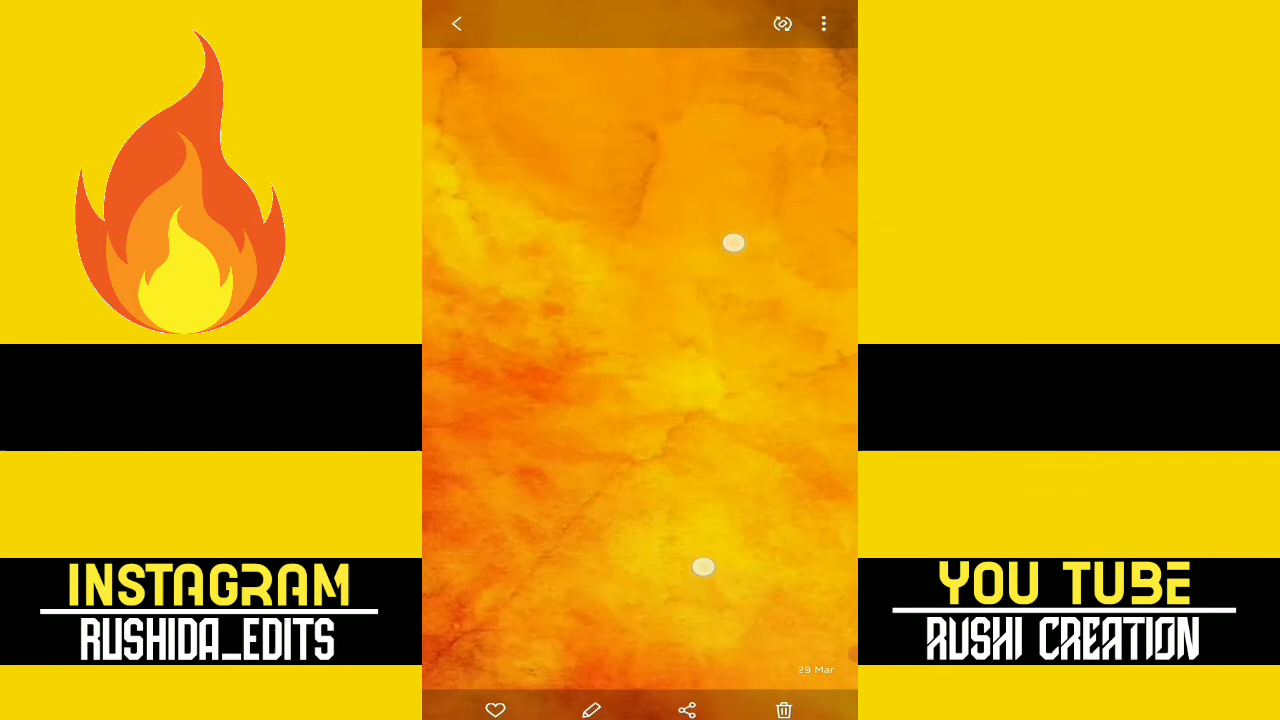 29 Mar
INSTAGRAM
RUSHIDA_EDITS
YOU TUBE
RUSHI CREATION